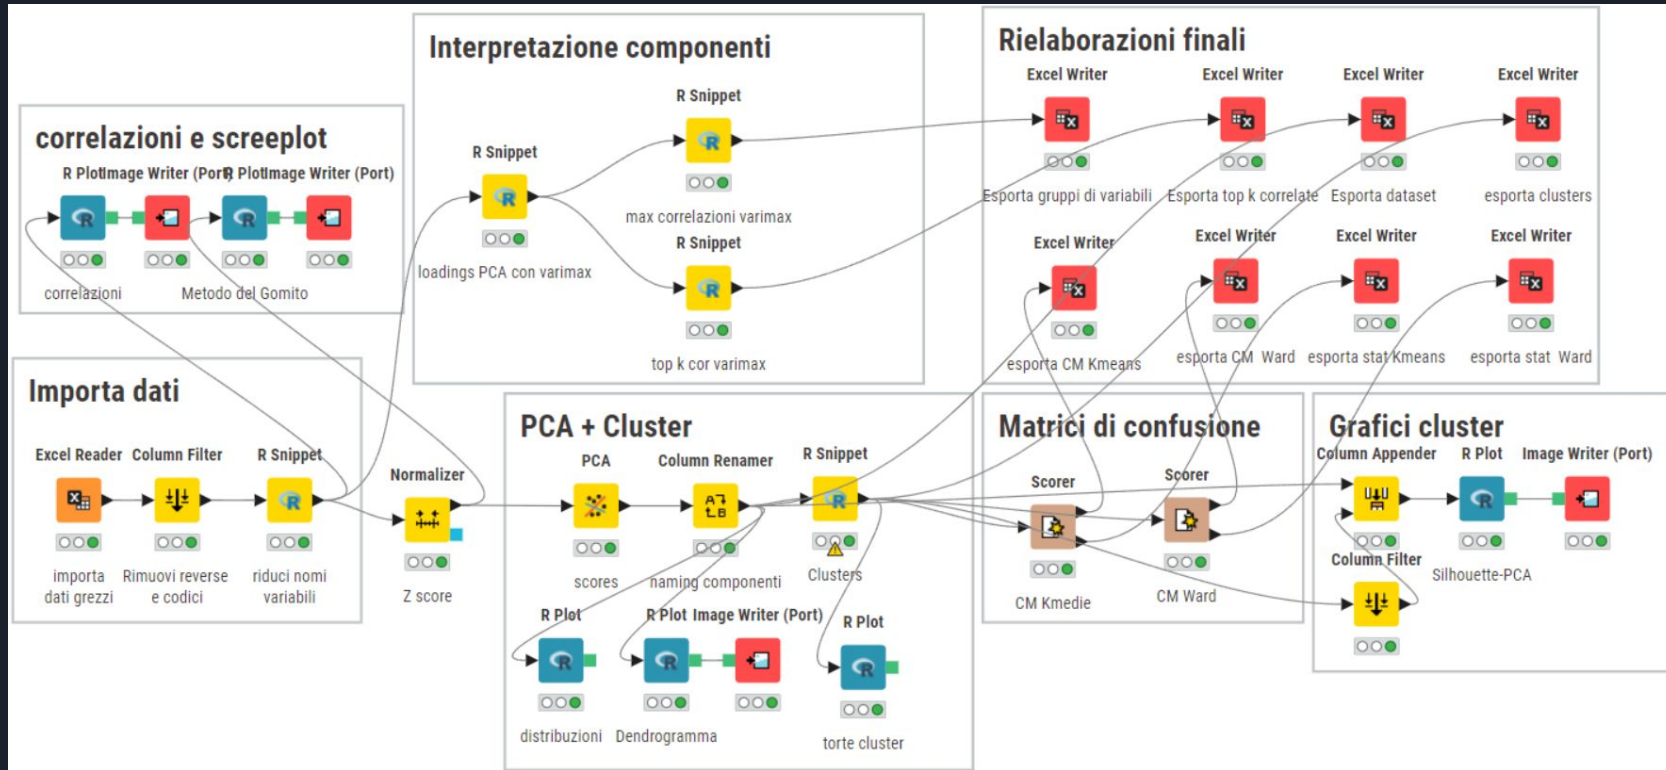 correlazioni e screeplot
R Plot
Image Writer (Port)
R Plot
Image Writer (Port)
correlazioni
Metodo del Gomito
Interpretazione componenti
R Snippet
R Snippet
max correlazioni varimax
loadings PCA con varimax
R Snippet
top k cor varimax
Rielaborazioni finali
Excel Writer
Excel Writer
Excel Writer
Excel Writer
Esporta gruppi di variabili
Esporta top k correlate
Esporta dataset
esporta clusters
Excel Writer
Excel Writer
Excel Writer
Excel Writer
esporta CM Kmeans
esporta CM Ward
esporta stat Kmeans
esporta stat Ward
Importa dati
Excel Reader
Column Filter
R Snippet
importa
dati grezzi
Rimuovi reverse
e codici
riduci nomi
variabili
Normalizer
Z score
PCA + Cluster
PCA
Column Renamer
R Snippet
scores
naming componenti
Clusters
R Plot
R Plot
Image Writer (Port)
R Plot
distribuzioni
Dendrogramma
torte cluster
Matrici di confusione
Scorer
Scorer
CM Kmedie
CM Ward
Grafici cluster
Column Appender
R Plot
Image Writer (Port)
Column Filter
Silhouette-PCA